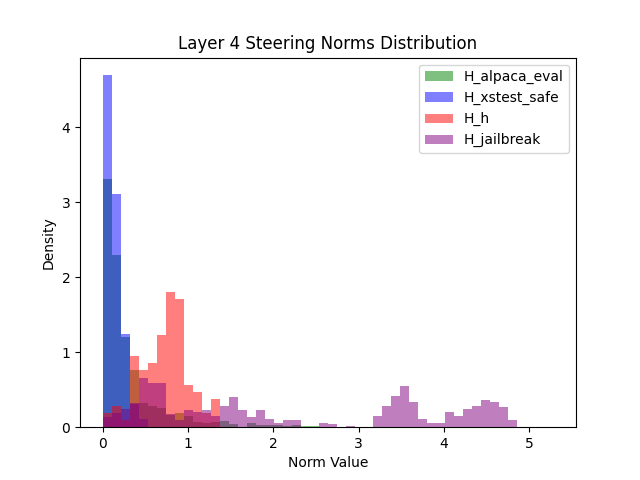 Layer 4 Steering Norms Distribution
H_alpaca_eval
H_xstest_safe
H_h
H_jailbreak
4
3
2
1
0
Density
0 1 2 3 4 5
Norm Value